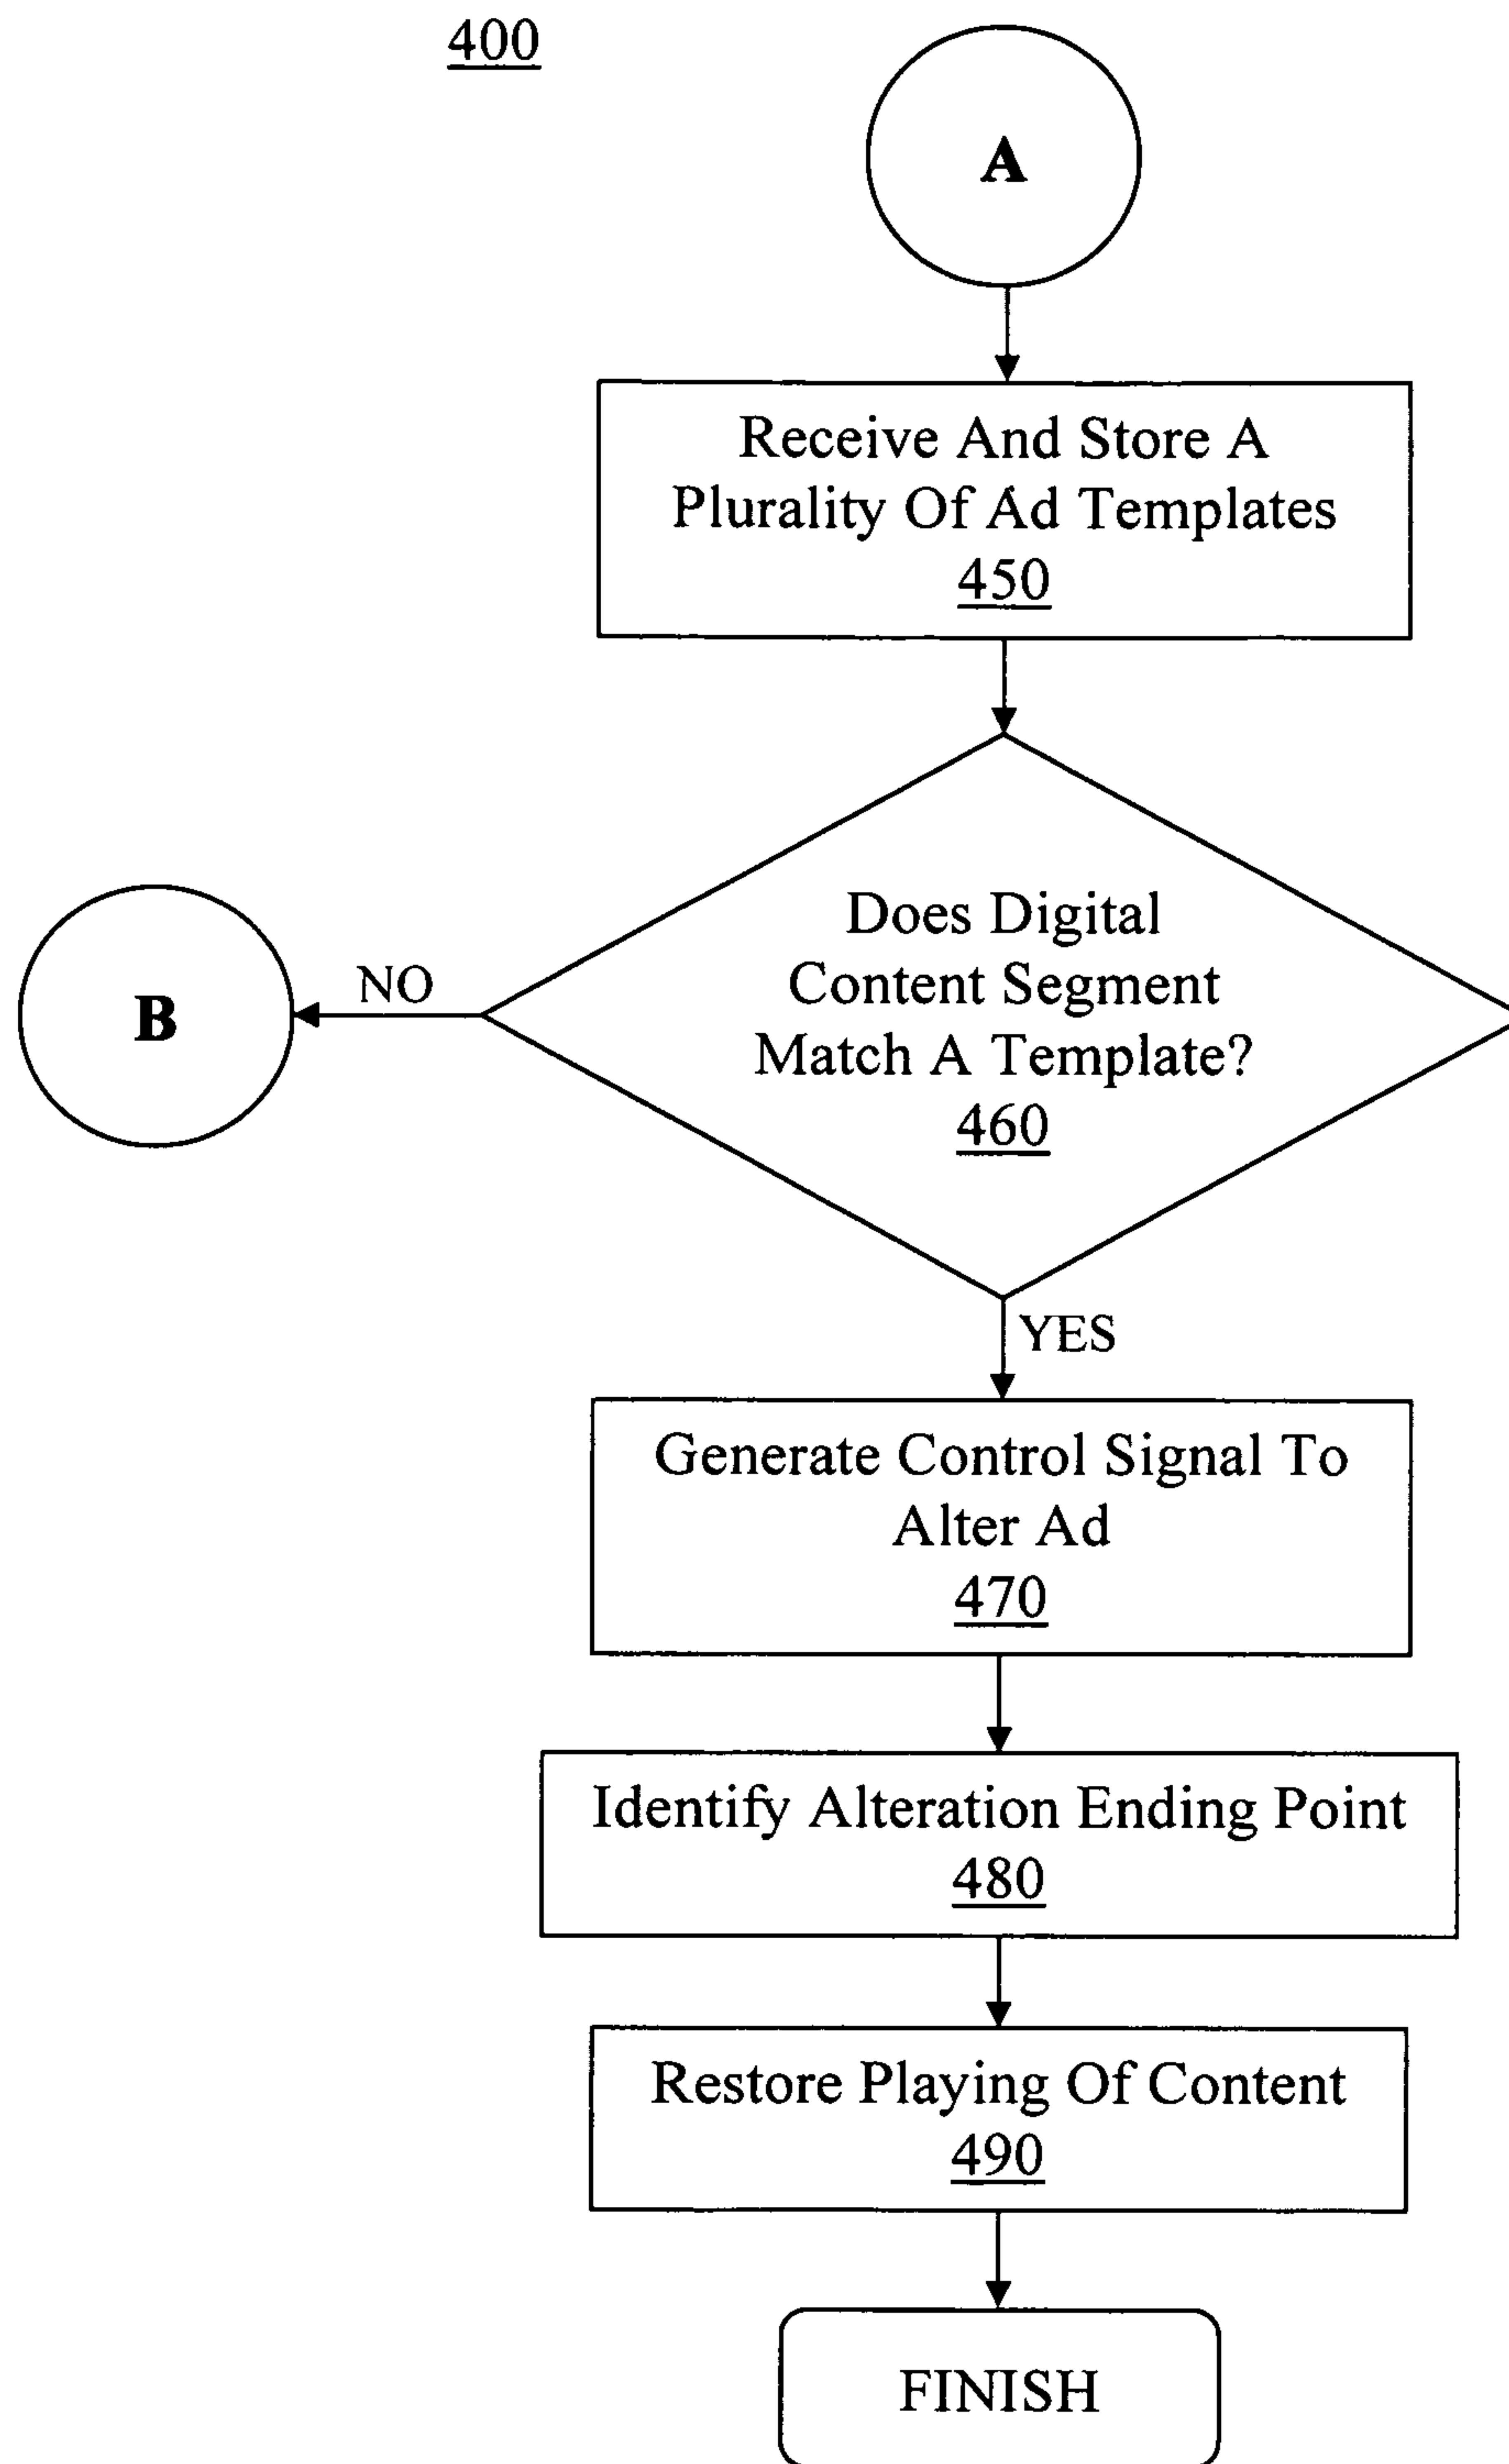 400
A
Receive And Store A
Plurality Of Ad Templates
450
Does Digital
Content Segment
Match A Template?
460
NO
B
YES
Generate Control Signal To
Alter Ad
470
Identify Alteration Ending Point
480
Restore Playing Of Content
490
FINISH